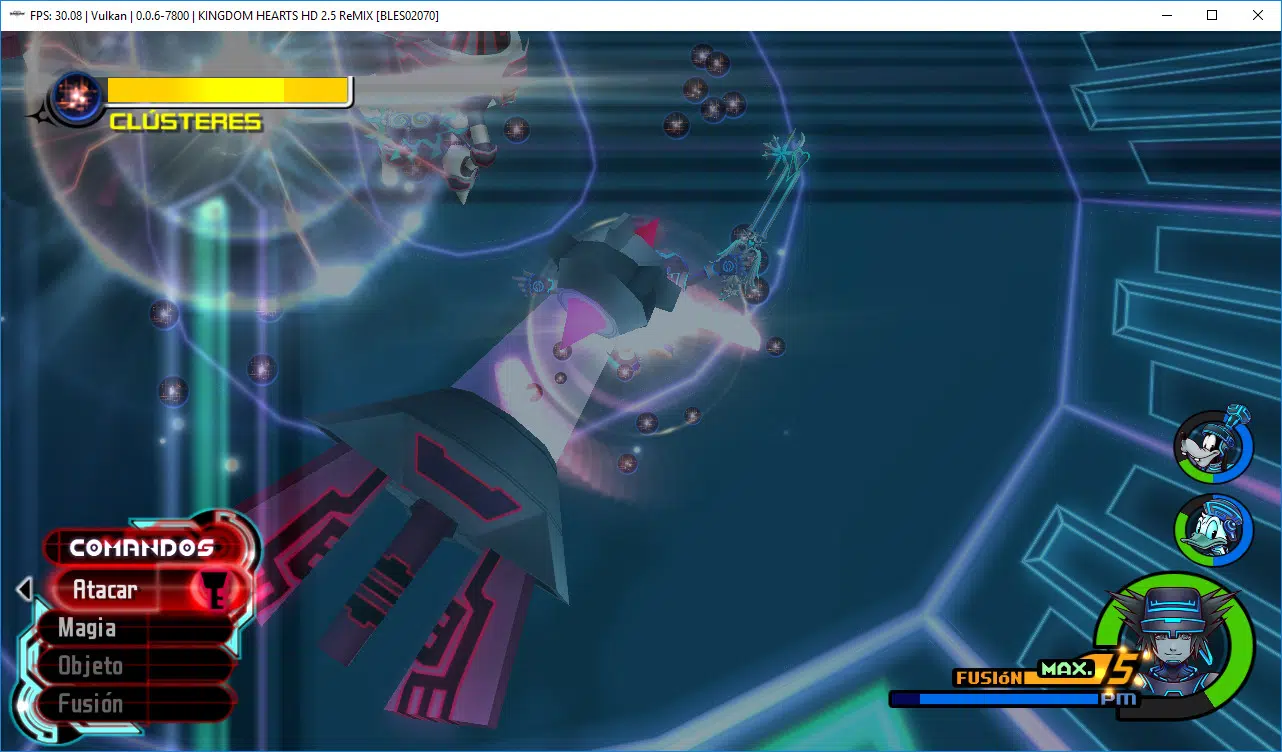 FPS: 30.08 | Vulkan | 0.0.6-7800 | KINGDOM HEARTS HD 2.5 ReMIX [BLES02070]
CLÚSTERES
COMANDOS
Atacar
Magia
Objeto
Fusión
FUSIóN MAX. 5
PM